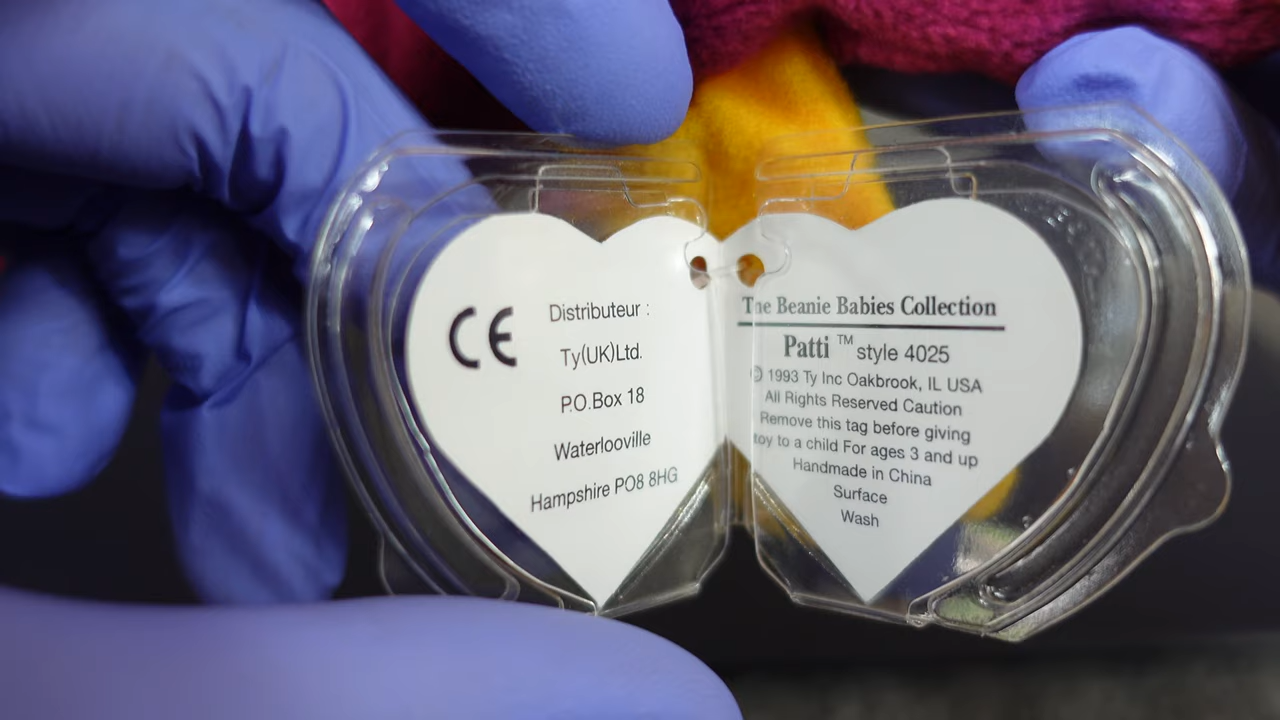 CE
Distributeur :
Ty(UK)Ltd.
P.O.Box 18
Waterlooville
Hampshire PO8 8HG
The Beanie Babies Collection
Patti ™ style 4025
© 1993 Ty Inc Oakbrook, IL USA
All Rights Reserved Caution
Remove this tag before giving
toy to a child For ages 3 and up
Handmade in China
Surface
Wash